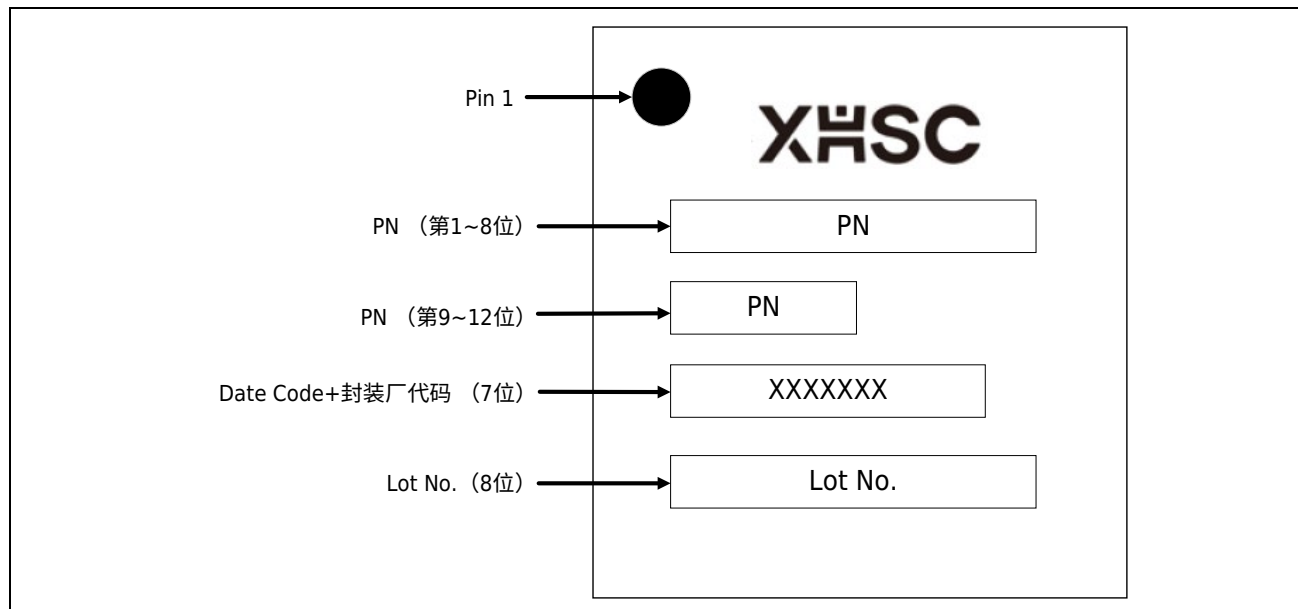 Pin 1
XHSC
PN （第1~8位） PN
PN （第9~12位） PN
Date Code+封装厂代码 （7位） XXXXXXX
Lot No.（8位） Lot No.